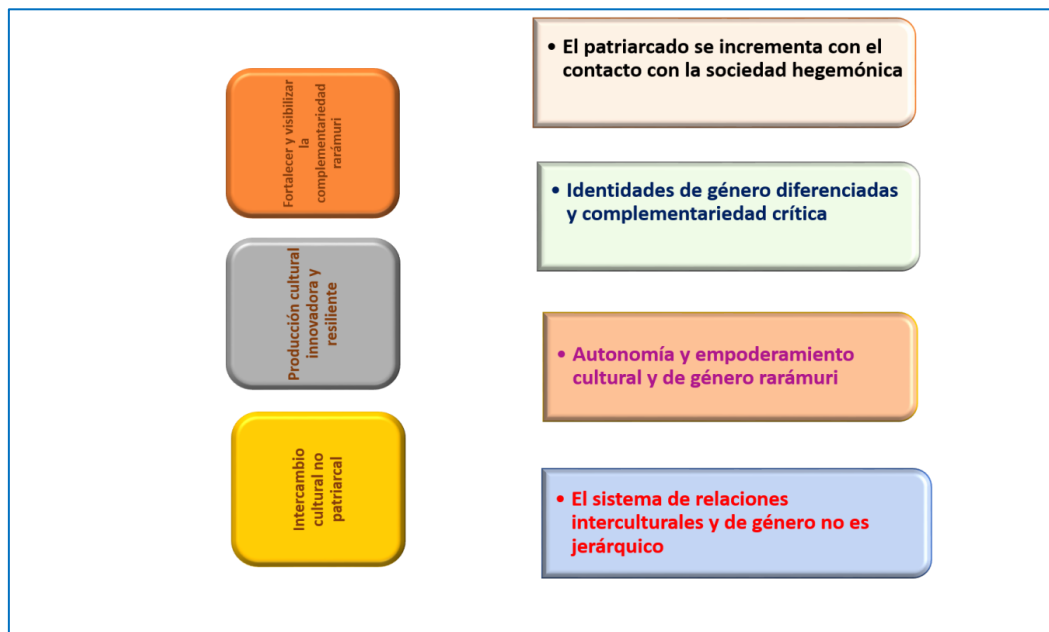 Fortalecer y visibilizar
la
complementariedad
rarámuri
Producción cultural
innovadora y
resiliente
Intercambio
cultural no
patriarcal
• El patriarcado se incrementa con el
contacto con la sociedad hegemónica
• Identidades de género diferenciadas
y complementariedad crítica
• Autonomía y empoderamiento
cultural y de género rarámuri
• El sistema de relaciones
interculturales y de género no es
jerárquico